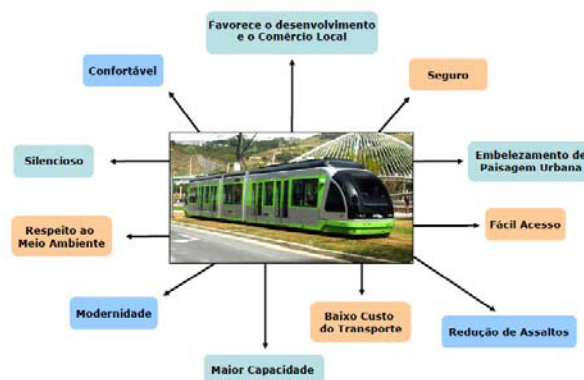 Favorece o desenvolvimento
e o Comércio Local
Confortável
Seguro
Silencioso
Embelezamento de
Paisagem Urbana
Respeito ao
Meio Ambiente
Fácil Acesso
Modernidade
Baixo Custo
do Transporte
Redução de Assaltos
Maior Capacidade